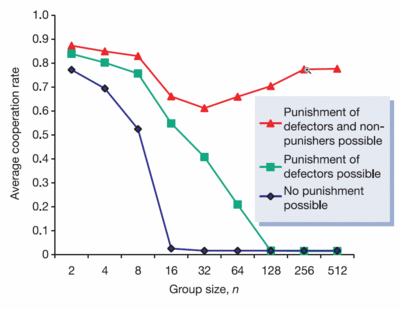 1.0
0.9
0.8
0.7
0.6
0.5
0.4
0.3
0.2
0.1
0
Average cooperation rate
2 4 8 16 32 64 128 256 512
Group size, n
Punishment of
defectors and non-
punishers possible
Punishment of
defectors possible
No punishment
possible